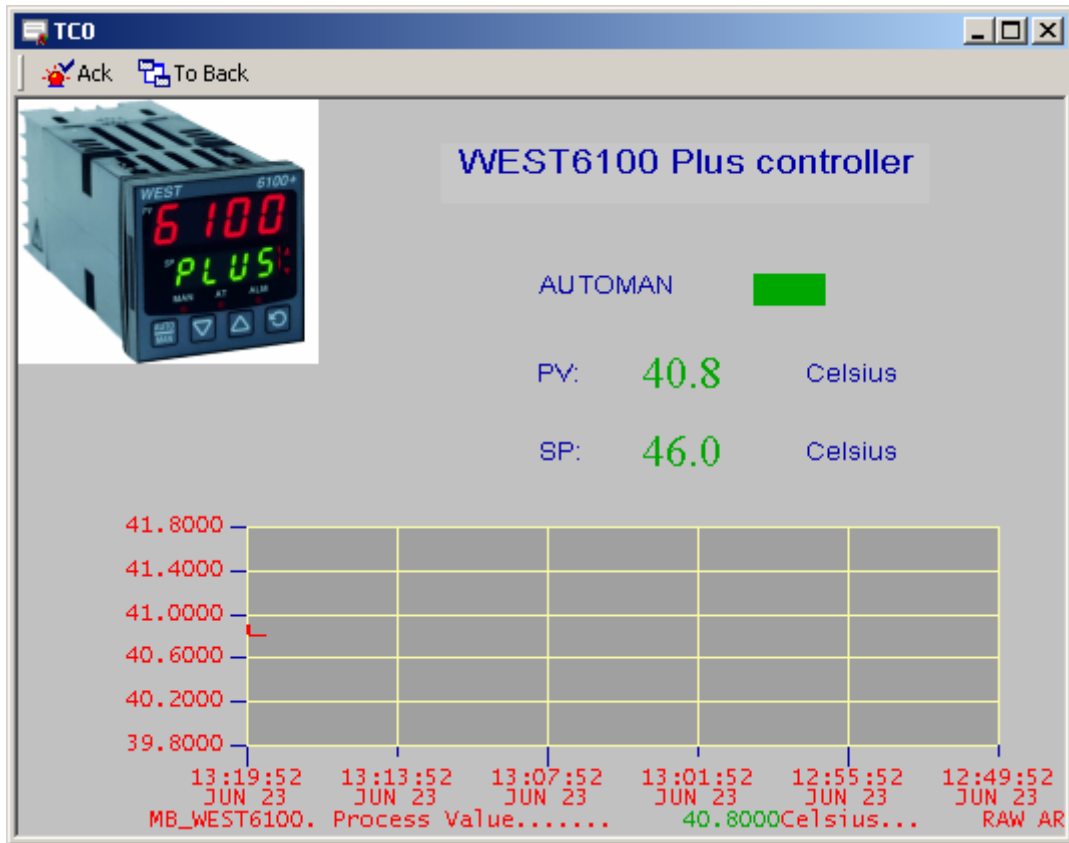 TC0
Ack To Back
WEST6100 Plus controller
WEST 6100+
PV 6100
SP PLUS
MAN AT ALM
AUTO
MAN
AUTOMAN
PV: 40.8 Celsius
SP: 46.0 Celsius
41.8000
41.4000
41.0000
40.6000
40.2000
39.8000
13:19:52 13:13:52 13:07:52 13:01:52 12:55:52 12:49:52
JUN 23 JUN 23 JUN 23 JUN 23 JUN 23 JUN 23
MB_WEST6100. Process Value....... 40.8000Celsius... RAW AR